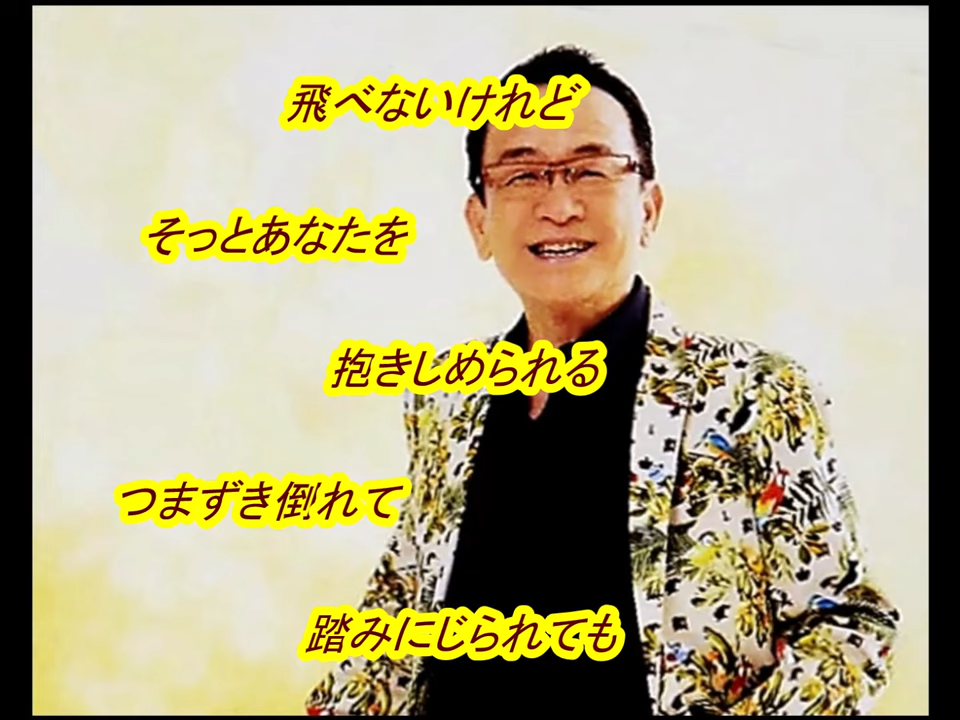 飛べないけれど
そっとあなたを
抱きしめられる
つまずき倒れて
踏みにじられても